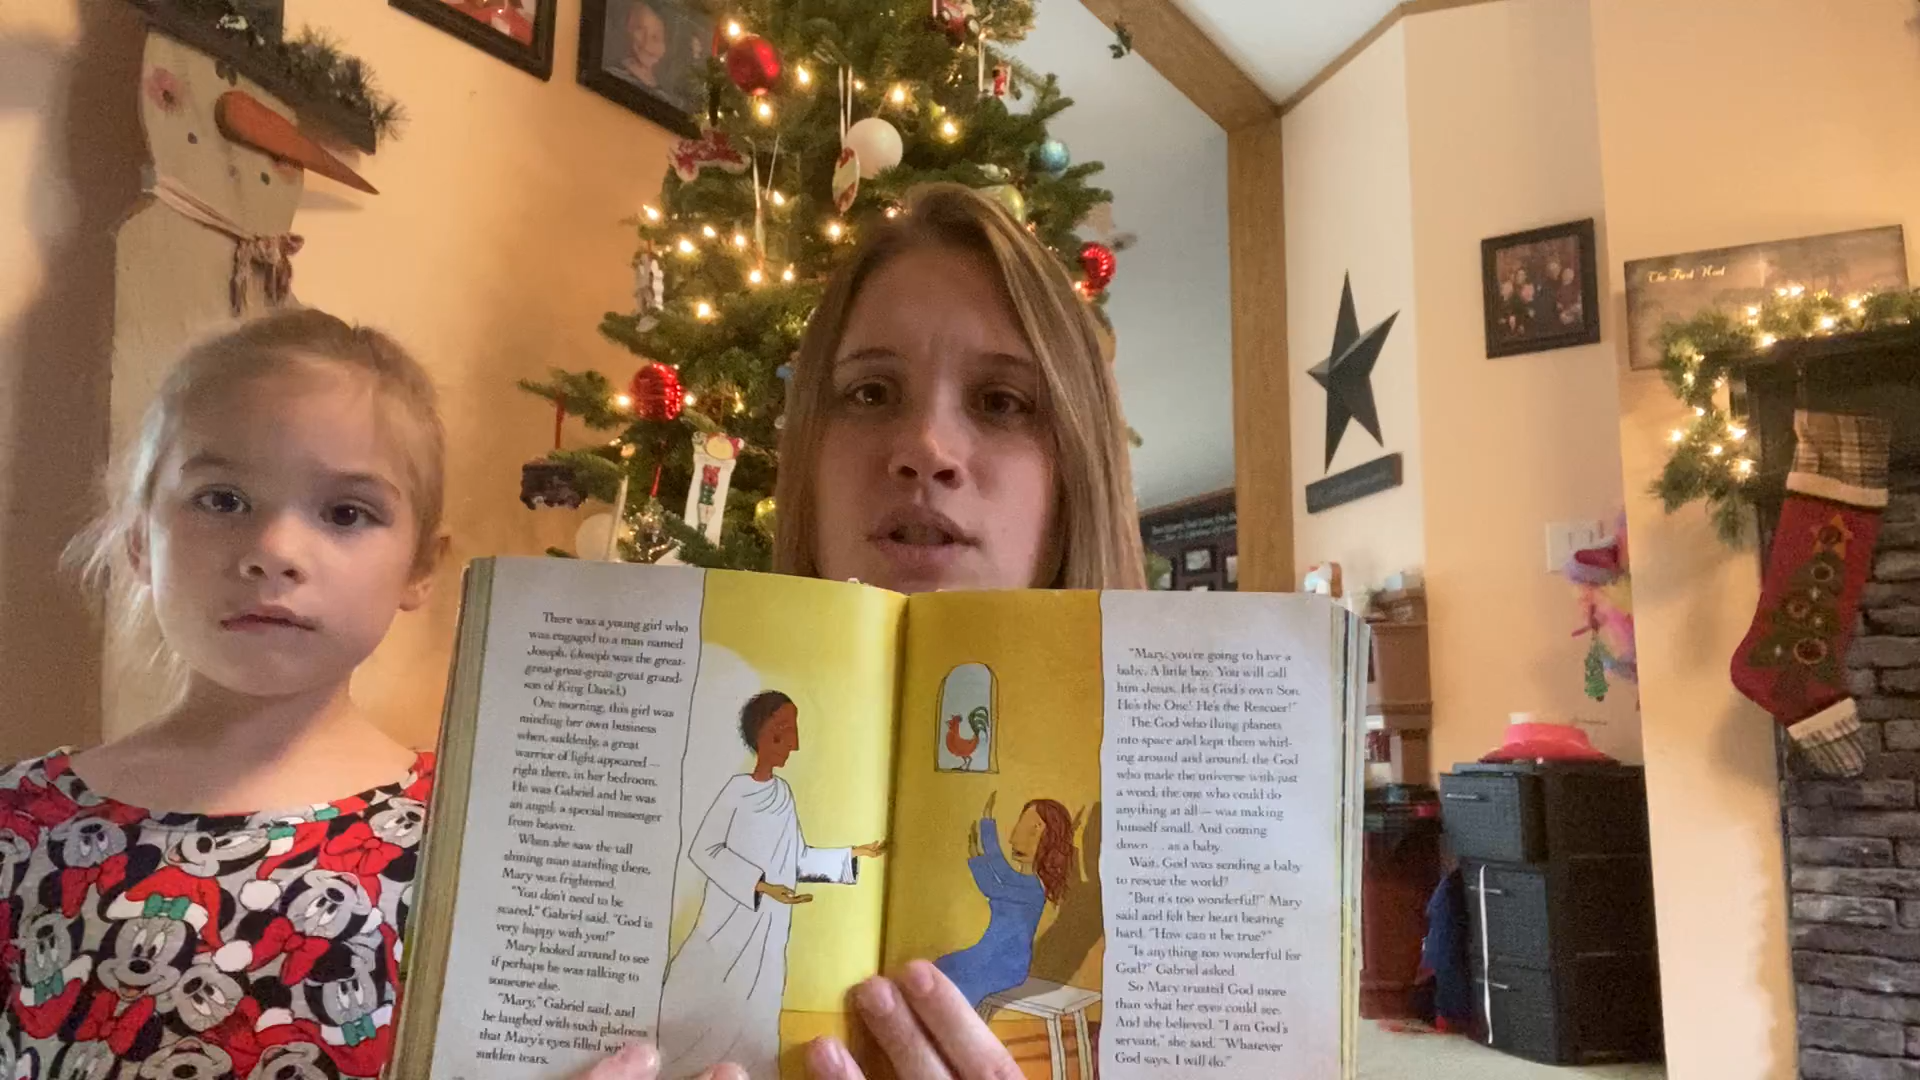 The First Noel
There was a young girl who
was engaged to a man named
Joseph. (Joseph was the great-
great-great-great-great grand-
son of King David.)
One morning, this girl was
minding her own business
when, suddenly, a great
warrior of light appeared —
right there, in her bedroom.
He was Gabriel and he was
an angel, a special messenger
from heaven.
When she saw the tall
shining man standing there,
Mary was frightened.
"You don't need to be
scared," Gabriel said. "God is
very happy with you!"
Mary looked around to see
if perhaps he was talking to
someone else.
"Mary," Gabriel said, and
he laughed with such gladness
that Mary's eyes filled
sudden tears.
"Mary, you're going to have a
baby. A little boy. You will call
him Jesus. He is God's own Son.
He's the One! He's the Rescuer!"
The God who flung planets
into space and kept them whirl-
ing around and around, the God
who made the universe with just
a word, the one who could do
anything at all — was making
himself small. And coming
down . . . as a baby.
Wait. God was sending a baby
to rescue the world?
"But it's too wonderful!" Mary
said and felt her heart beating
hard. "How can it be true?"
"Is anything too wonderful for
God?" Gabriel asked.
So Mary trusted God more
than what her eyes could see.
And she believed. "I am God's
servant," she said. "Whatever
God says, I will do."